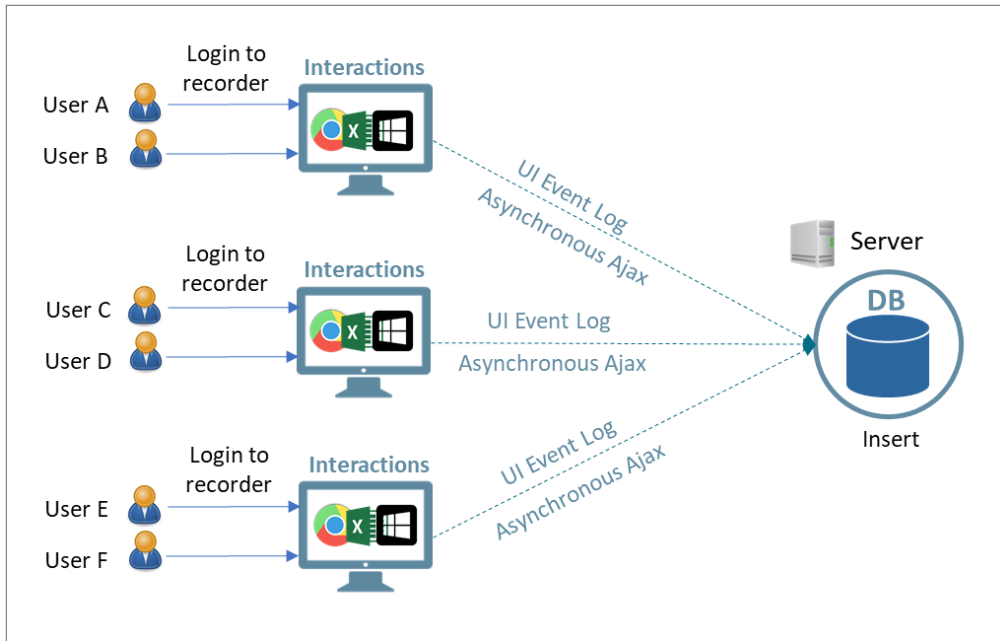 Login to
recorder
Interactions
User A
User B
X
UI Event Log
Asynchronous Ajax
Server
Login to
recorder
Interactions
User C
User D
X
UI Event Log
Asynchronous Ajax
DB
Insert
Login to
recorder
Interactions
User E
User F
X
UI Event Log
Asynchronous Ajax